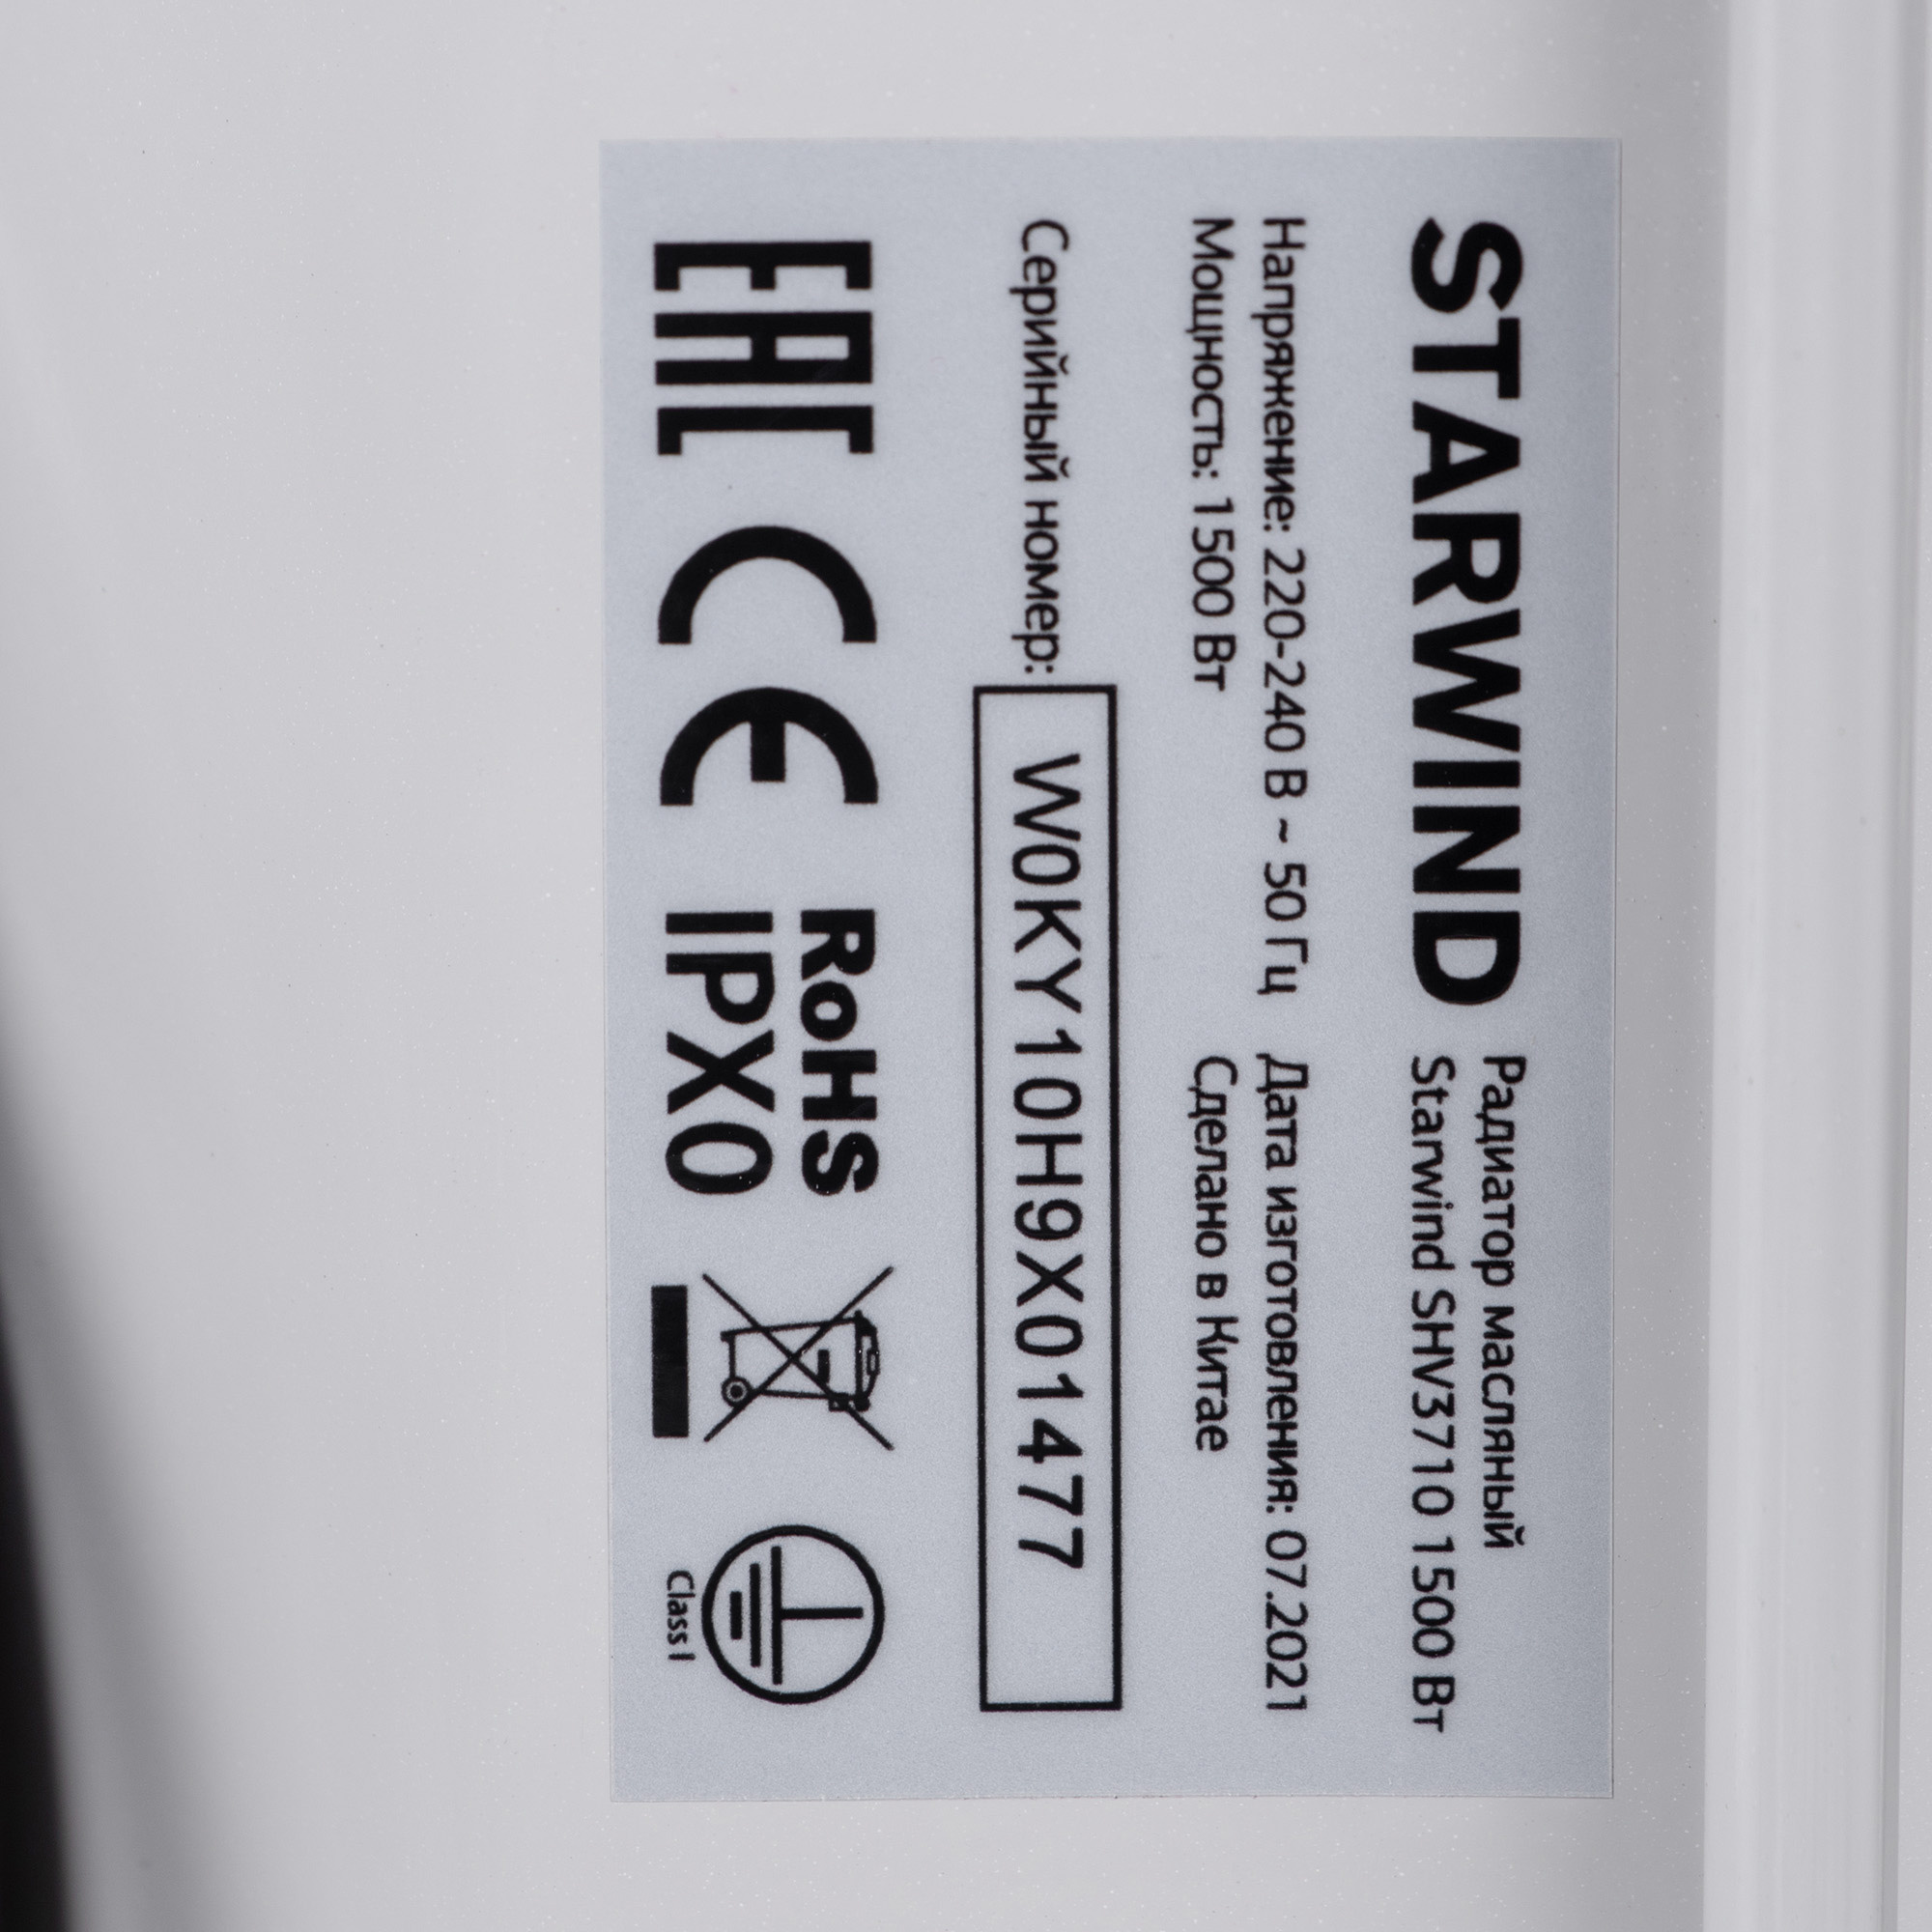 STARWIND
Радиатор масляный
Starwind SHV3710 1500 Вт
Напряжение: 220-240 В ~ 50 Гц
Мощность: 1500 Вт
Дата изготовления: 07.2021
Сделано в Китае
Серийный номер: W0KY10H9X01477
EAC
CE
RoHS
IPX0
Class I